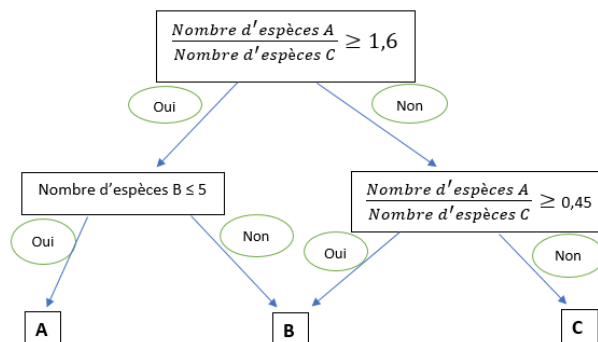 Nombre d'espèces A
Nombre d'espèces C
≥ 1,6
Oui
Non
Nombre d'espèces B ≤ 5
Nombre d'espèces A
Nombre d'espèces C
≥ 0,45
Oui
Non
Oui
Non
A
B
C